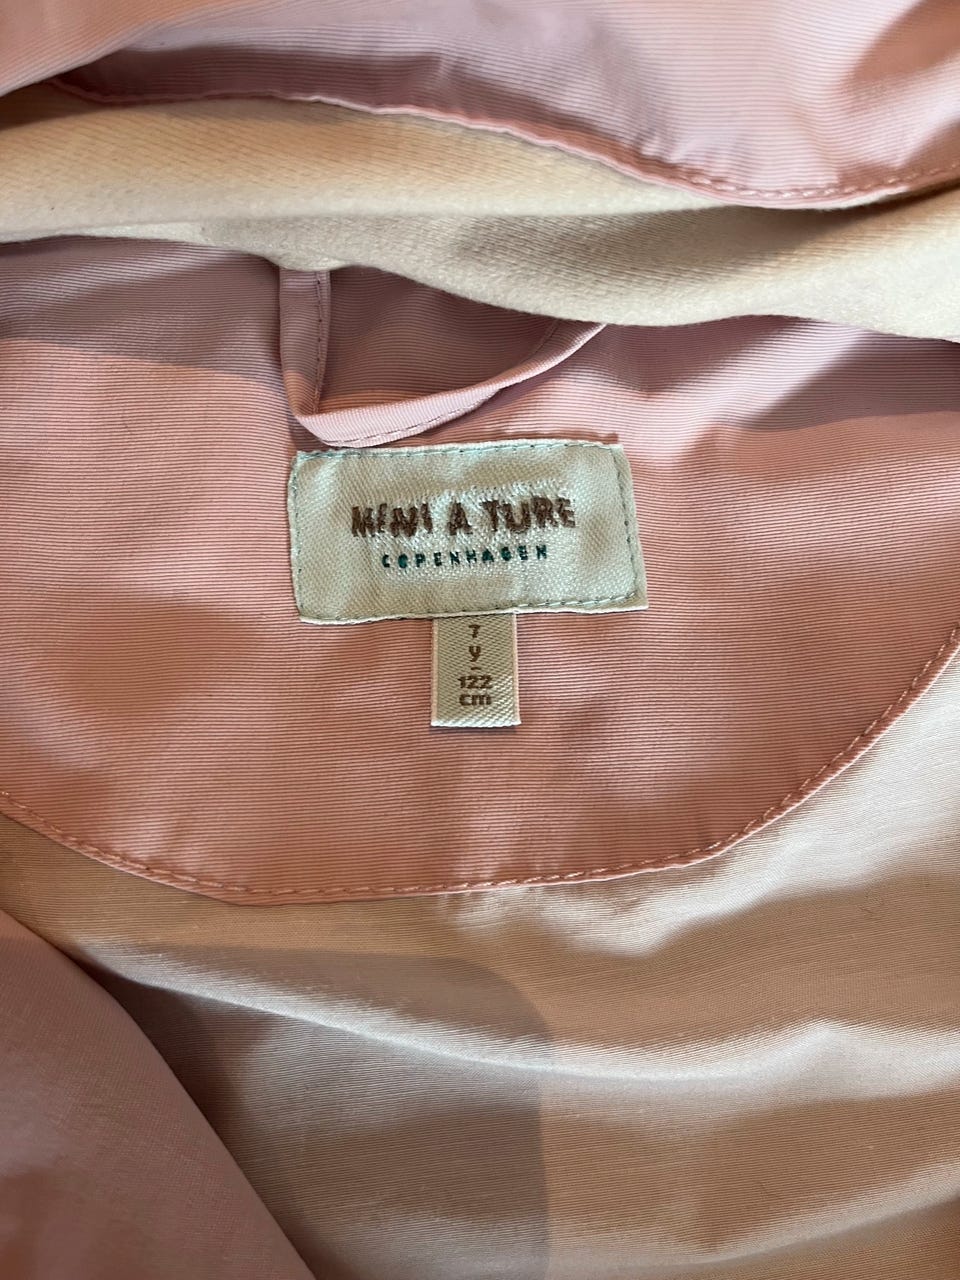 MINI A TURE
COPENHAGEN
7
y
-
122
cm